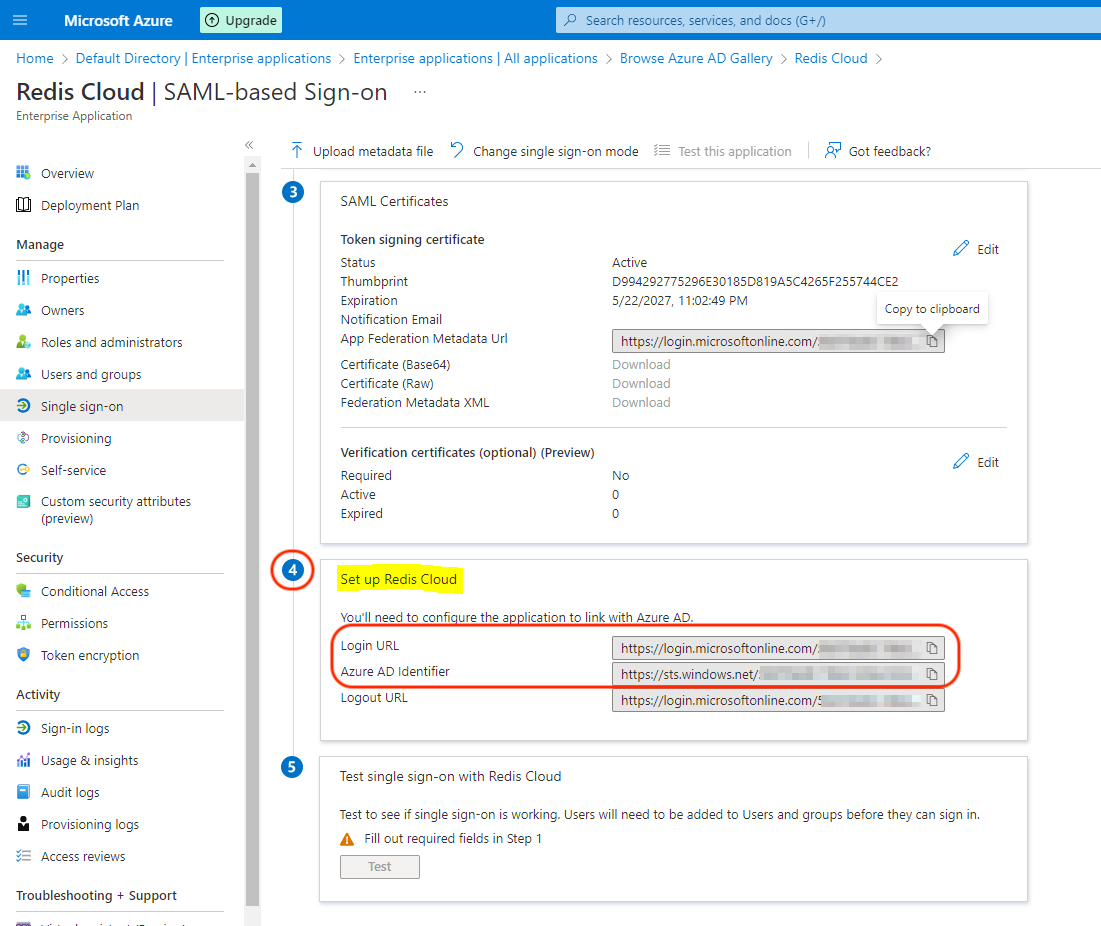 Microsoft Azure
Upgrade
Search resources, services, and docs (G+/)
Home > Default Directory | Enterprise applications > Enterprise applications | All applications > Browse Azure AD Gallery > Redis Cloud >
Redis Cloud | SAML-based Sign-on ...
Enterprise Application
«
Overview
Deployment Plan
Manage
Properties
Owners
Roles and administrators
Users and groups
Single sign-on
Provisioning
Self-service
Custom security attributes
(preview)
Security
Conditional Access
Permissions
Token encryption
Activity
Sign-in logs
Usage & insights
Audit logs
Provisioning logs
Access reviews
Troubleshooting + Support
Upload metadata file
Change single sign-on mode
Test this application
Got feedback?
3
SAML Certificates
Token signing certificate
Edit
Status Active
Thumbprint D994292775296E30185D819A5C4265F255744CE2
Expiration 5/22/2027, 11:02:49 PM
Copy to clipboard
Notification Email
App Federation Metadata Url https://login.microsoftonline.com/
Certificate (Base64) Download
Certificate (Raw) Download
Federation Metadata XML Download
Verification certificates (optional) (Preview)
Edit
Required No
Active 0
Expired 0
4
Set up Redis Cloud
You'll need to configure the application to link with Azure AD.
Login URL https://login.microsoftonline.com/
Azure AD Identifier https://sts.windows.net/
Logout URL https://login.microsoftonline.com/5
5
Test single sign-on with Redis Cloud
Test to see if single sign-on is working. Users will need to be added to Users and groups before they can sign in.
Fill out required fields in Step 1
Test